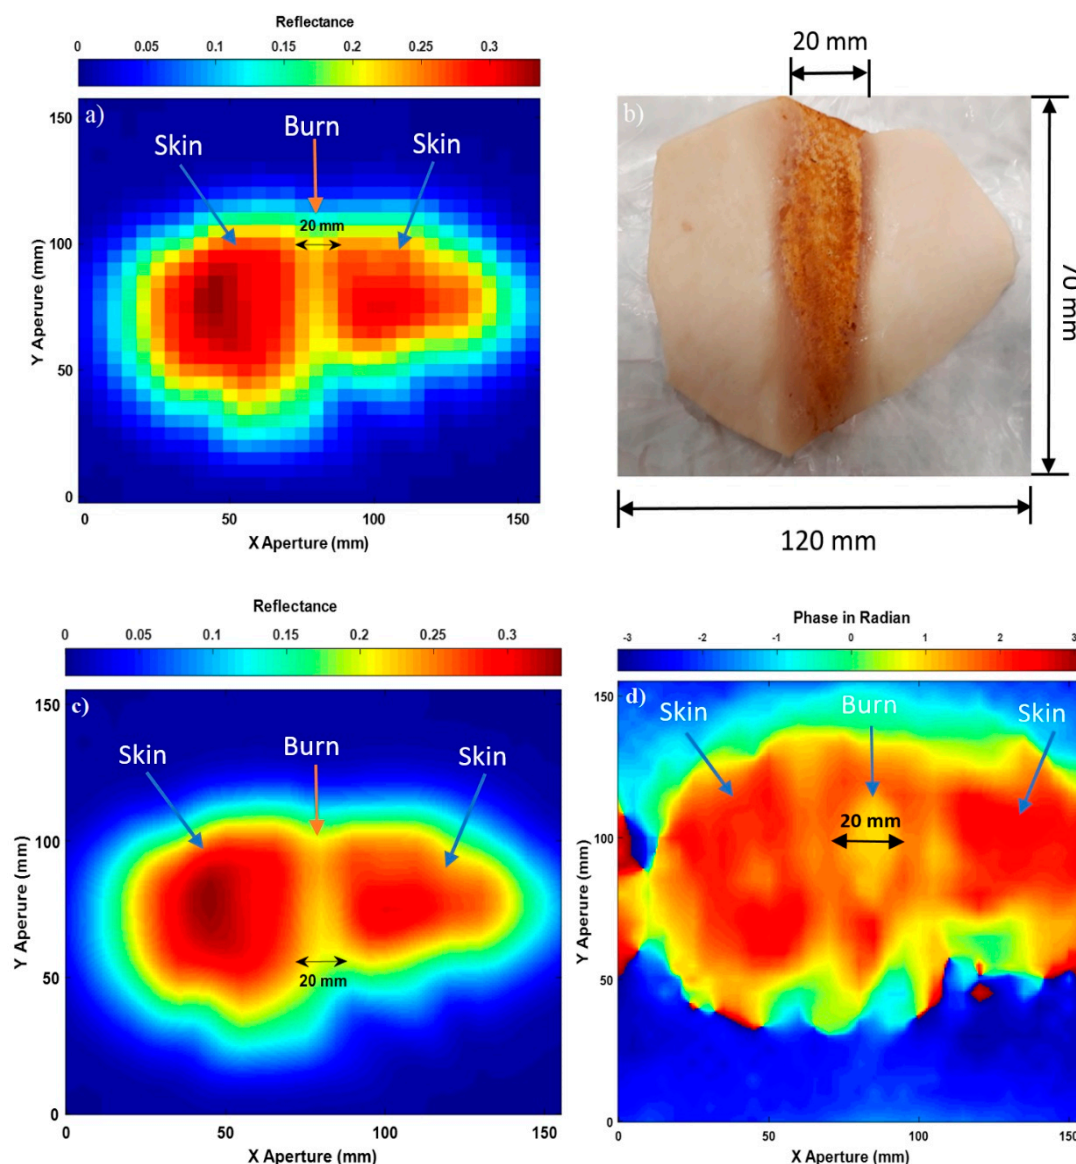 Reflectance
0 0.05 0.1 0.15 0.2 0.25 0.3
a)
Skin
Burn
Skin
20 mm
150
100
50
0
Y Aperure (mm)
0 50 100 150
X Aperture (mm)
20 mm
b)
70 mm
120 mm
Reflectance
0 0.05 0.1 0.15 0.2 0.25 0.3
c)
Skin
Burn
Skin
20 mm
150
100
50
0
Y Aperure (mm)
0 50 100 150
X Aperture (mm)
Phase in Radian
-3 -2 -1 0 1 2 3
d)
Skin
Burn
Skin
20 mm
150
100
50
0
Y Aperure (mm)
0 50 100 150
X Aperture (mm)